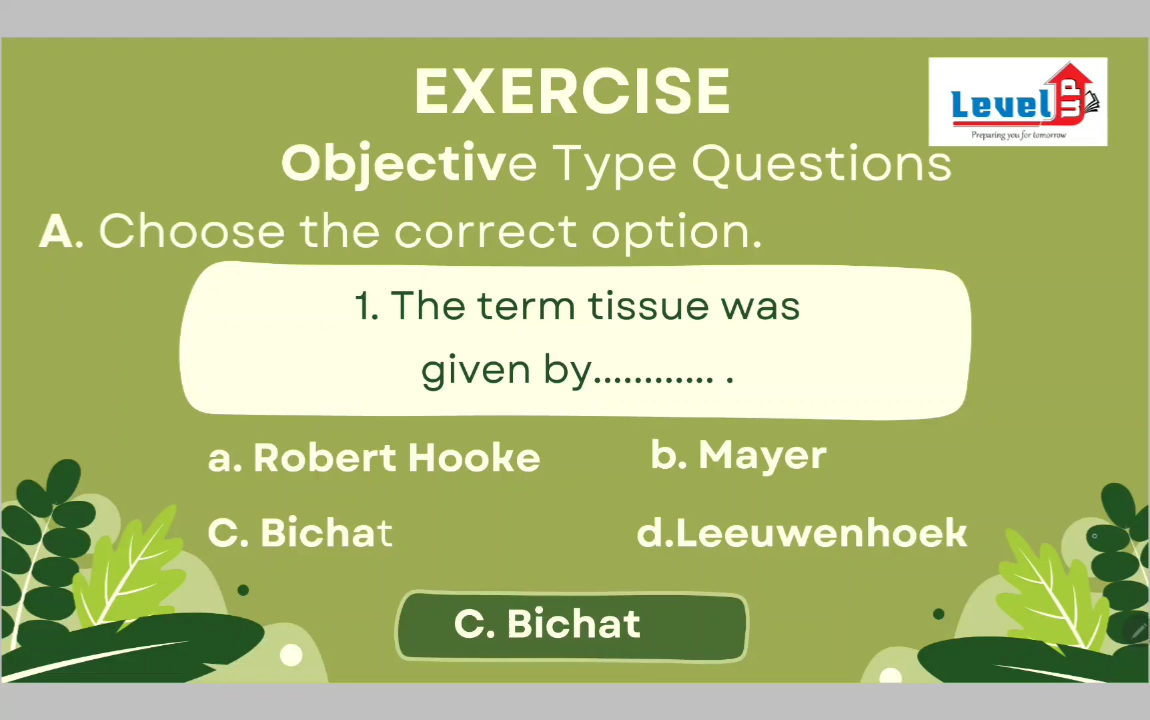 EXERCISE
Level UP
Preparing you for tomorrow
Objective Type Questions
A. Choose the correct option.
1. The term tissue was
given by............ .
a. Robert Hooke
b. Mayer
C. Bichat
d.Leeuwenhoek
C. Bichat